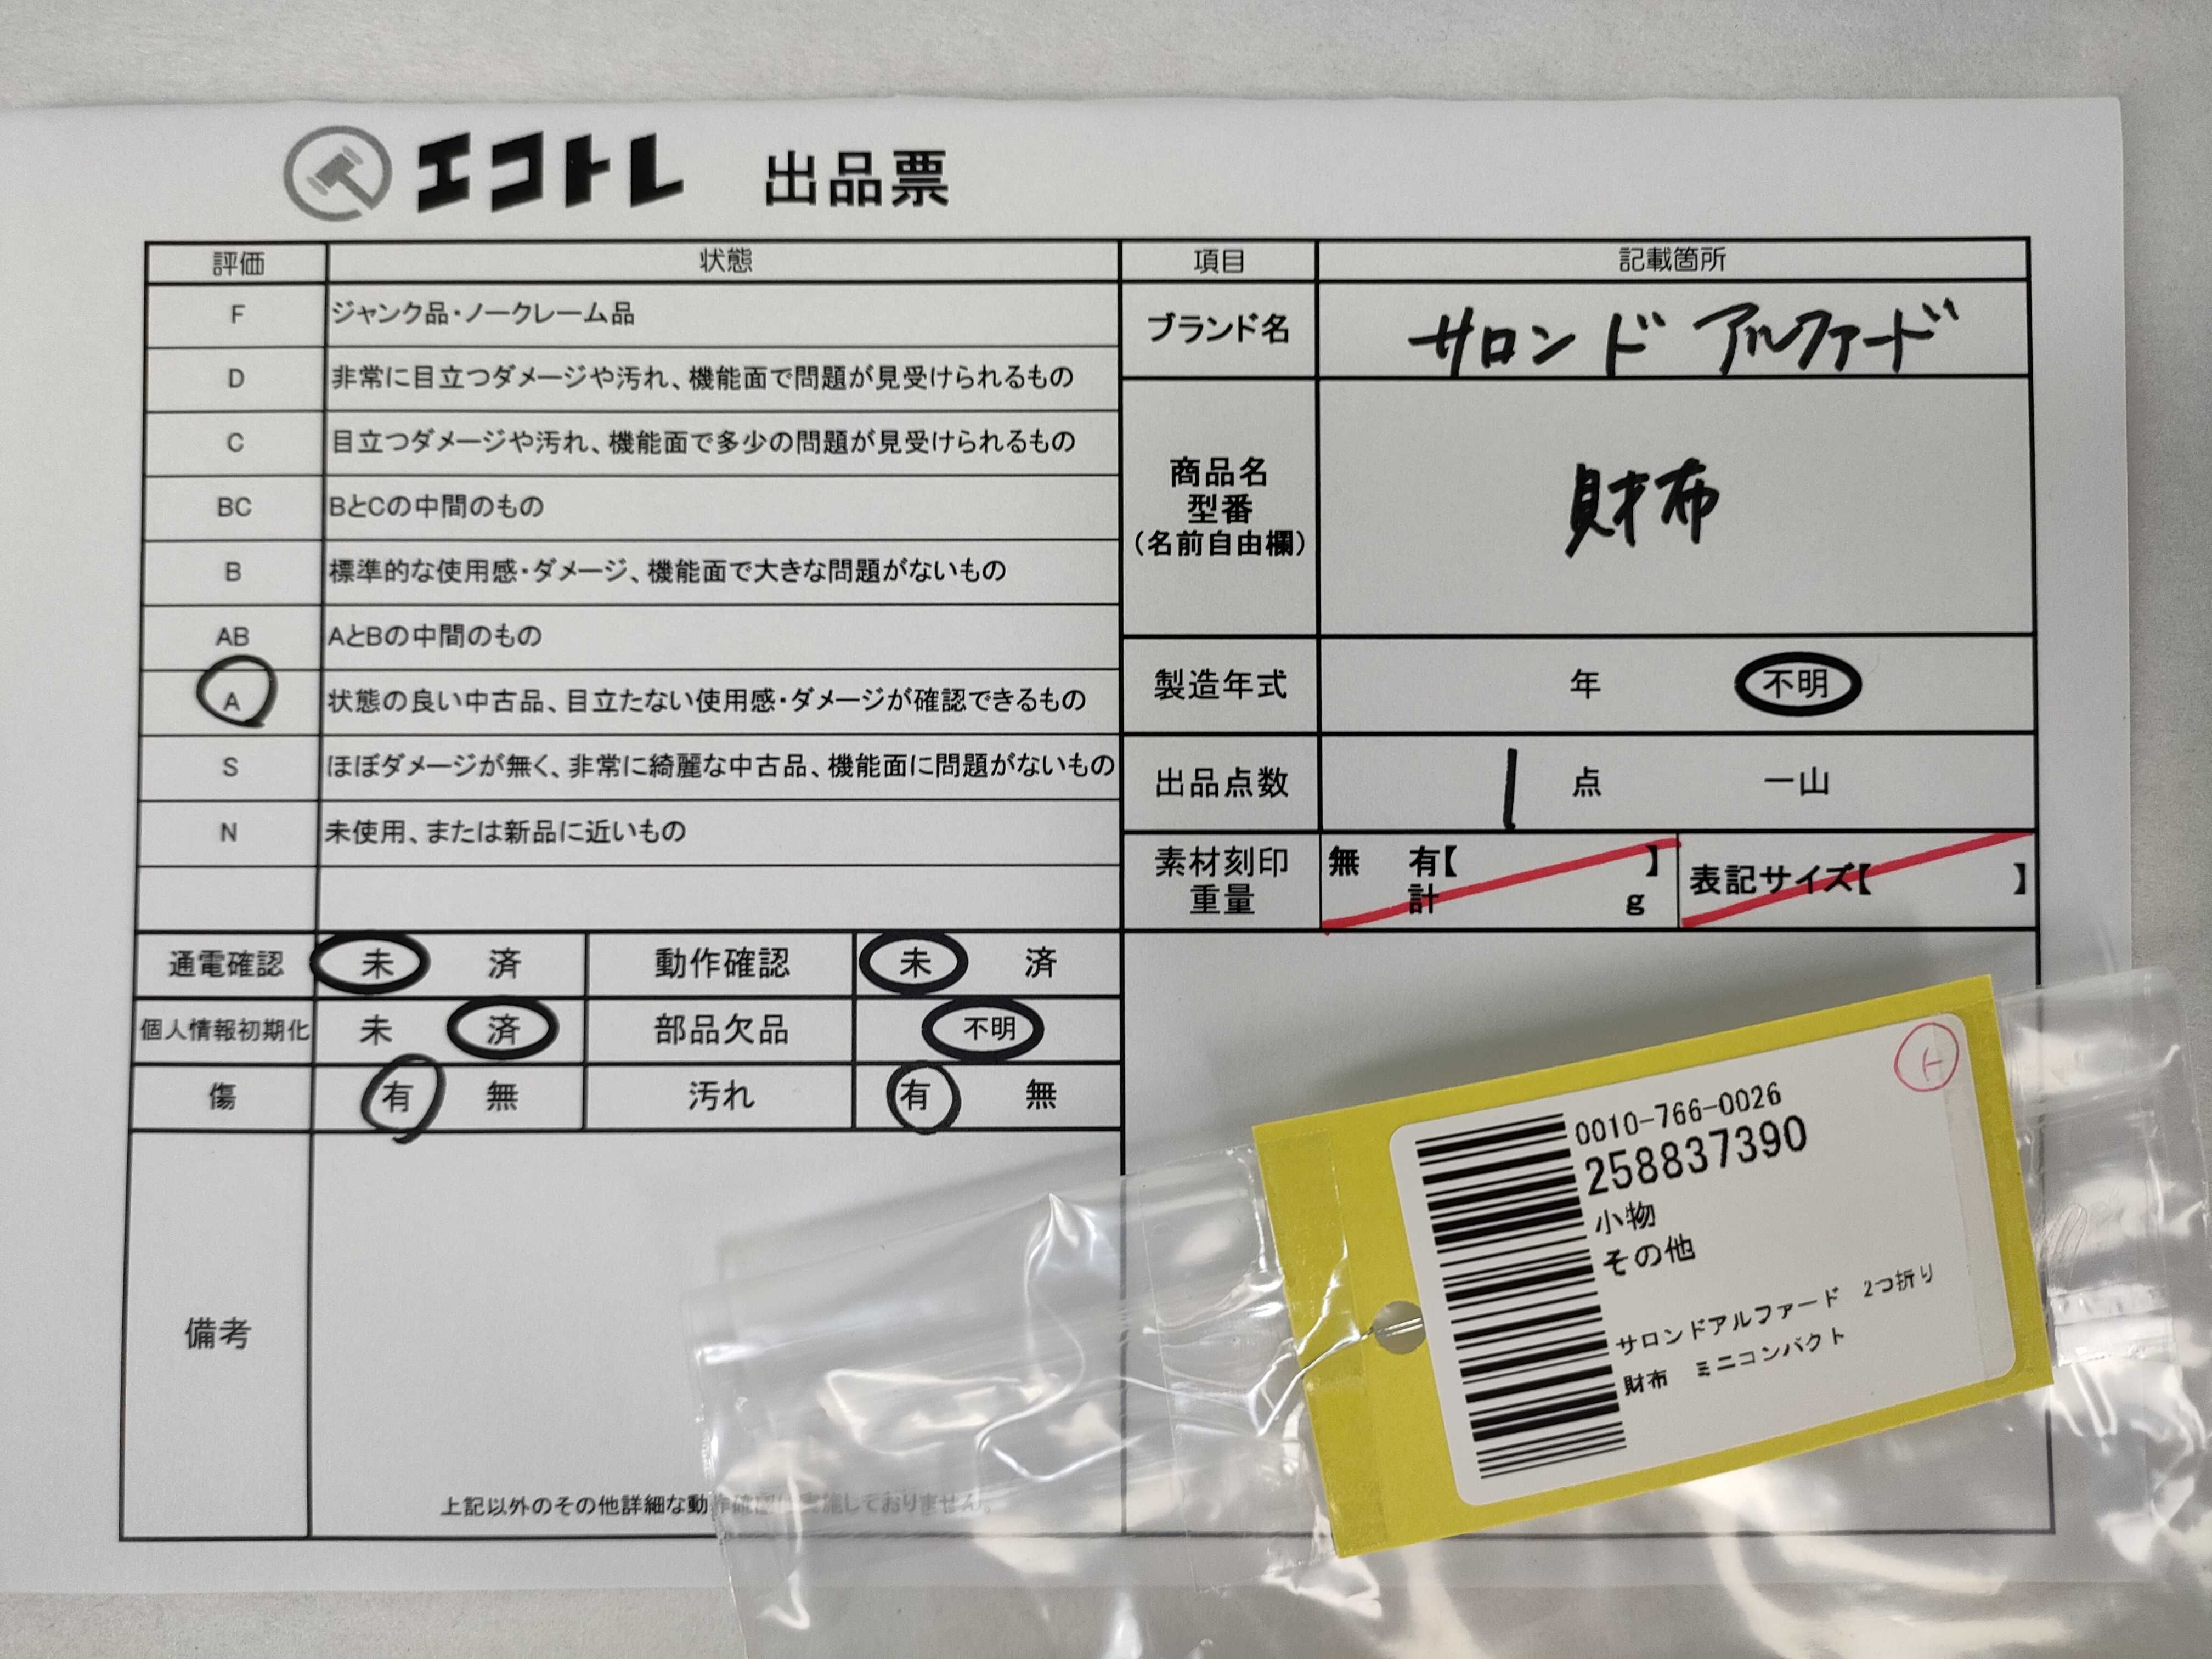 エコトレ 出品票
評価 状態 項目 記載箇所
F ジャンク品・ノークレーム品
D 非常に目立つダメージや汚れ、機能面で問題が見受けられるもの
C 目立つダメージや汚れ、機能面で多少の問題が見受けられるもの
BC BとCの中間のもの
B 標準的な使用感・ダメージ、機能面で大きな問題がないもの
AB AとBの中間のもの
A 状態の良い中古品、目立たない使用感・ダメージが確認できるもの
S ほぼダメージが無く、非常に綺麗な中古品、機能面に問題がないもの
N 未使用、または新品に近いもの
ブランド名 サロンド アルファード
商品名
型番
(名前自由欄)
財布
製造年式 年 不明
出品点数 1 点 一山
素材刻印 無 有【 】 表記サイズ【 】
重量 計 g
通電確認 未 済 動作確認 未 済
個人情報初期化 未 済 部品欠品 不明
傷 有 無 汚れ 有 無
備考
上記以外のその他詳細な動作確認は実施しておりません。
0010-766-0026
258837390
小物
その他
サロンドアルファード 2つ折り
財布 ミニコンパクト